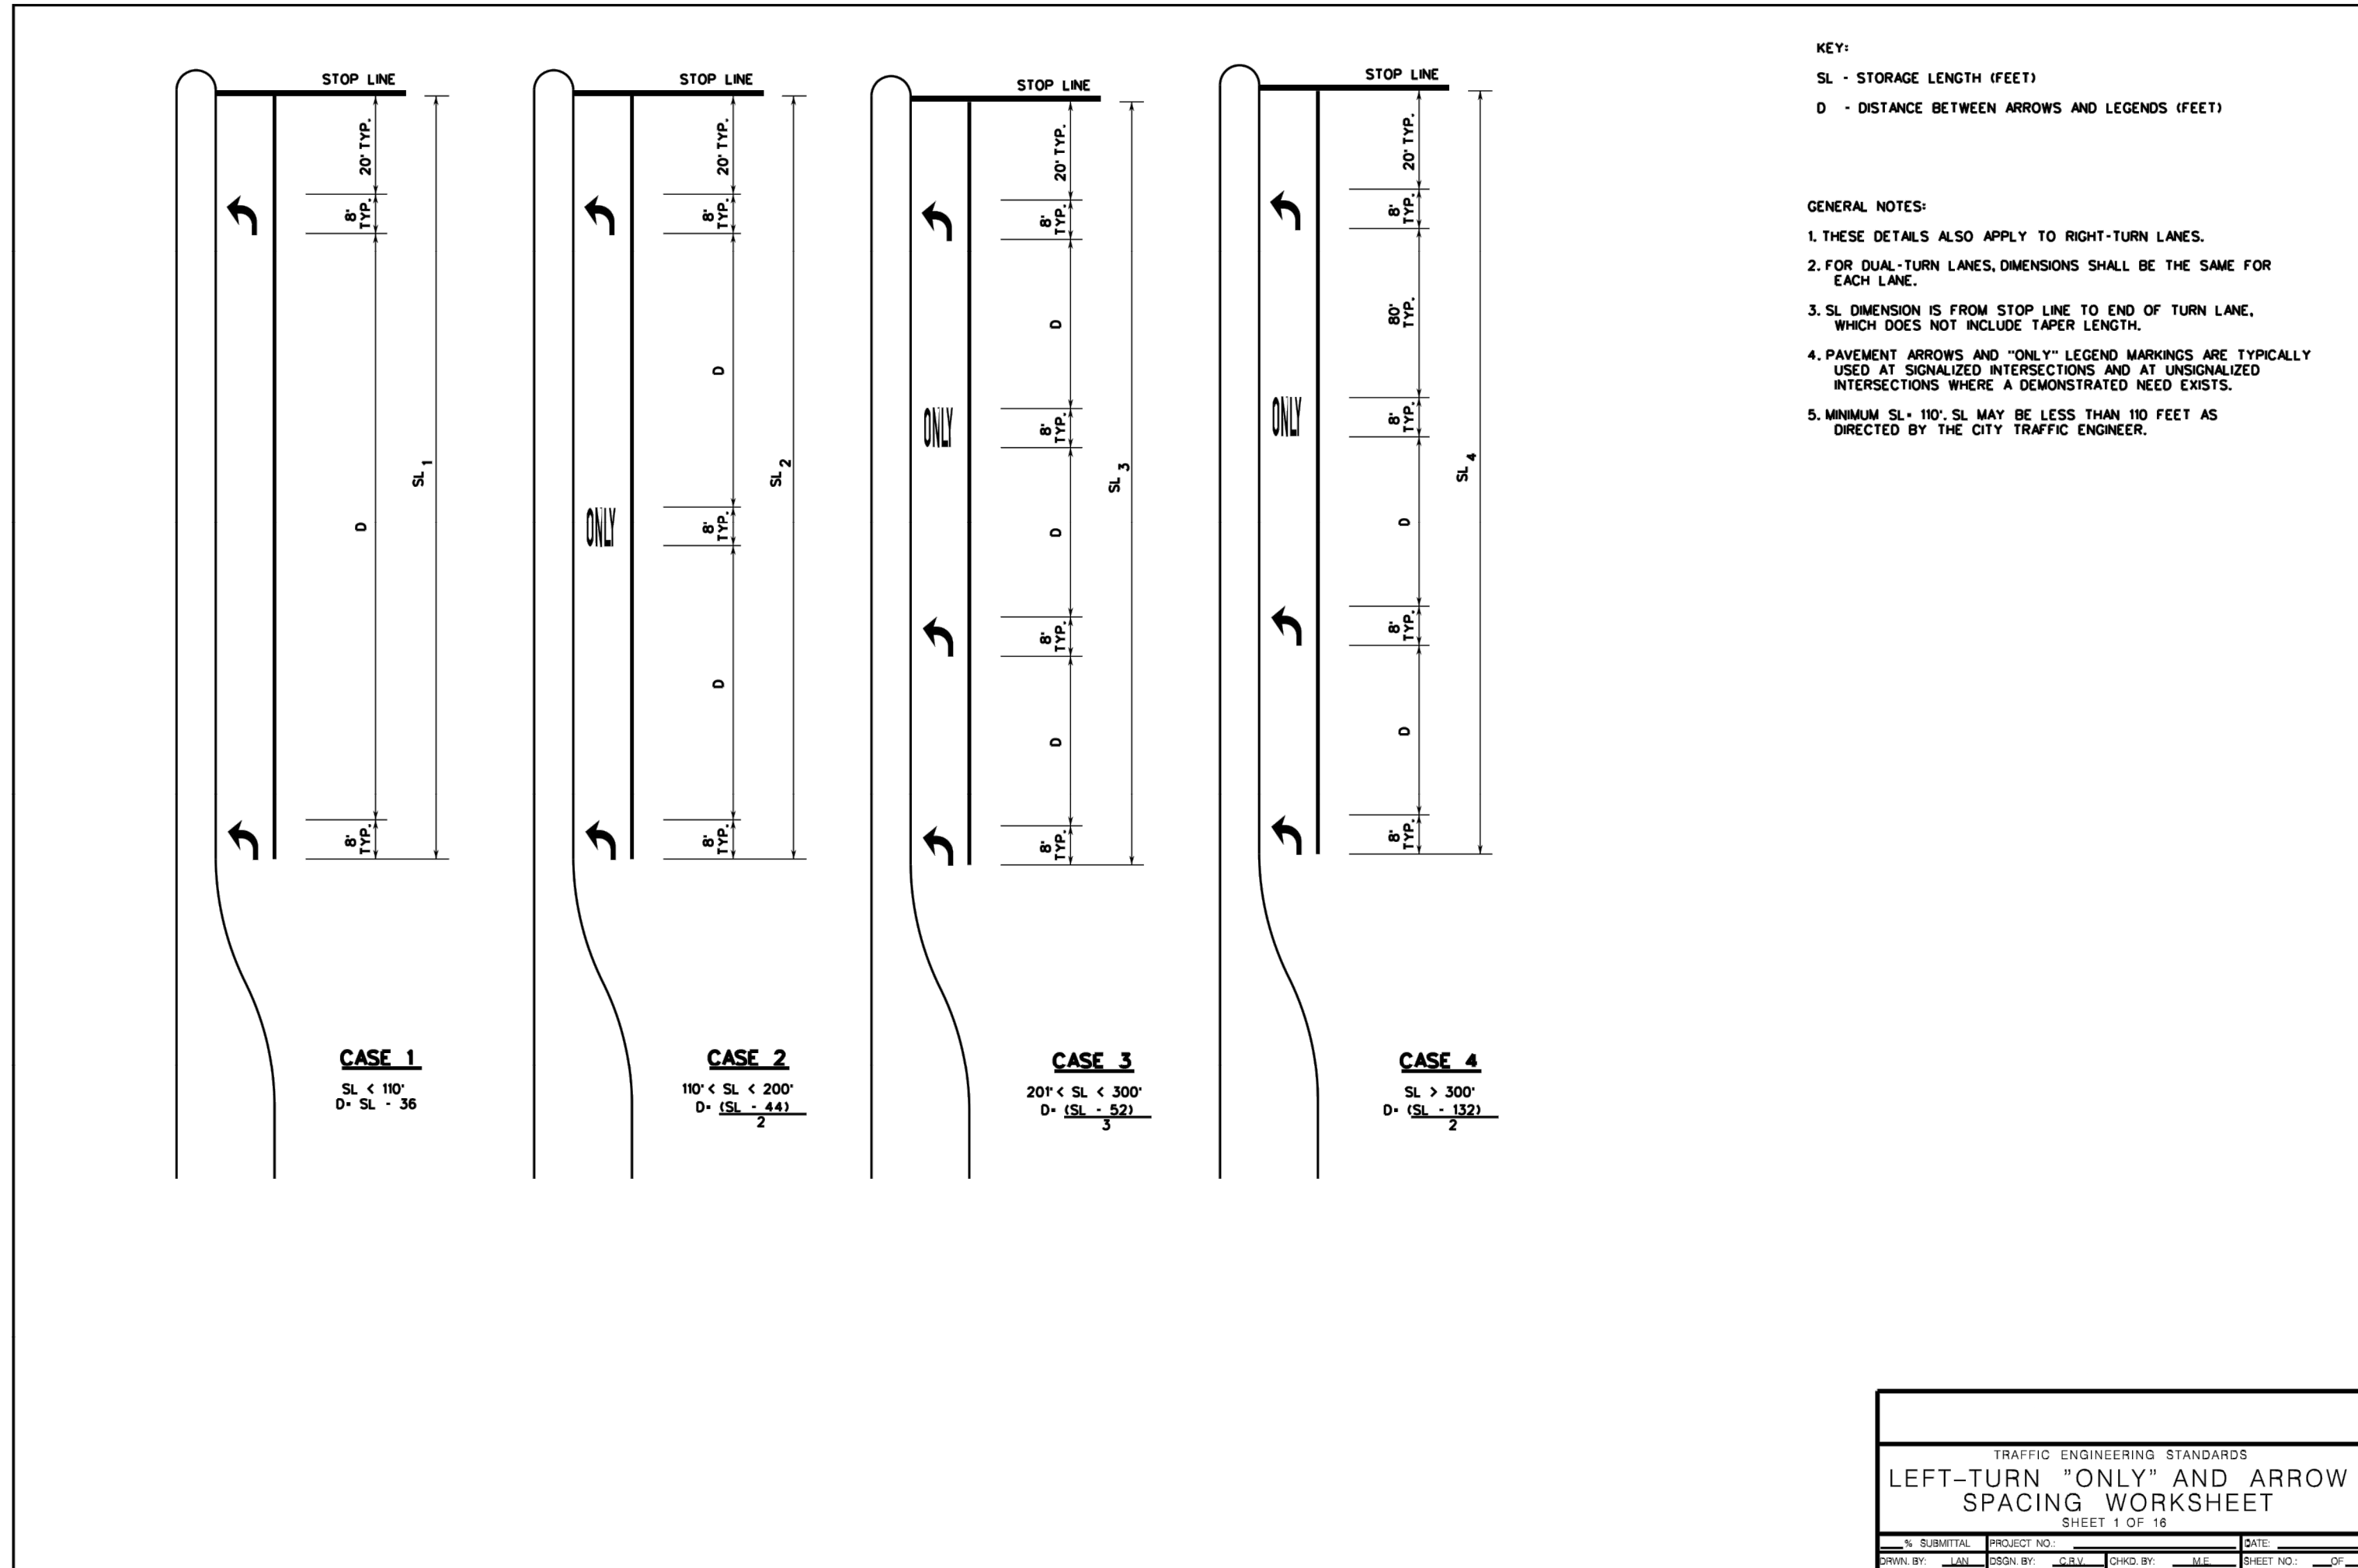 STOP LINE
20' TYP.
8'
TYP.
D
8'
TYP.
SL 1
CASE 1
SL < 110'
D= SL - 36
STOP LINE
20' TYP.
8'
TYP.
D
ONLY
8'
TYP.
D
8'
TYP.
SL 2
CASE 2
110' < SL < 200'
D= (SL - 44)
2
STOP LINE
20' TYP.
8'
TYP.
D
ONLY
8'
TYP.
D
8'
TYP.
D
8'
TYP.
SL 3
CASE 3
201' < SL < 300'
D= (SL - 52)
3
STOP LINE
20' TYP.
8'
TYP.
80'
TYP.
ONLY
8'
TYP.
D
8'
TYP.
D
8'
TYP.
SL 4
CASE 4
SL > 300'
D= (SL - 132)
2
KEY:
SL - STORAGE LENGTH (FEET)
D - DISTANCE BETWEEN ARROWS AND LEGENDS (FEET)
GENERAL NOTES:
1. THESE DETAILS ALSO APPLY TO RIGHT-TURN LANES.
2. FOR DUAL-TURN LANES, DIMENSIONS SHALL BE THE SAME FOR
EACH LANE.
3. SL DIMENSION IS FROM STOP LINE TO END OF TURN LANE,
WHICH DOES NOT INCLUDE TAPER LENGTH.
4. PAVEMENT ARROWS AND "ONLY" LEGEND MARKINGS ARE TYPICALLY
USED AT SIGNALIZED INTERSECTIONS AND AT UNSIGNALIZED
INTERSECTIONS WHERE A DEMONSTRATED NEED EXISTS.
5. MINIMUM SL= 110'. SL MAY BE LESS THAN 110 FEET AS
DIRECTED BY THE CITY TRAFFIC ENGINEER.
TRAFFIC ENGINEERING STANDARDS
LEFT-TURN "ONLY" AND ARROW
SPACING WORKSHEET
SHEET 1 OF 16
% SUBMITTAL PROJECT NO.: DATE:
DRWN. BY: LAN DSGN. BY: C.R.V. CHKD. BY: M.E. SHEET NO.: OF